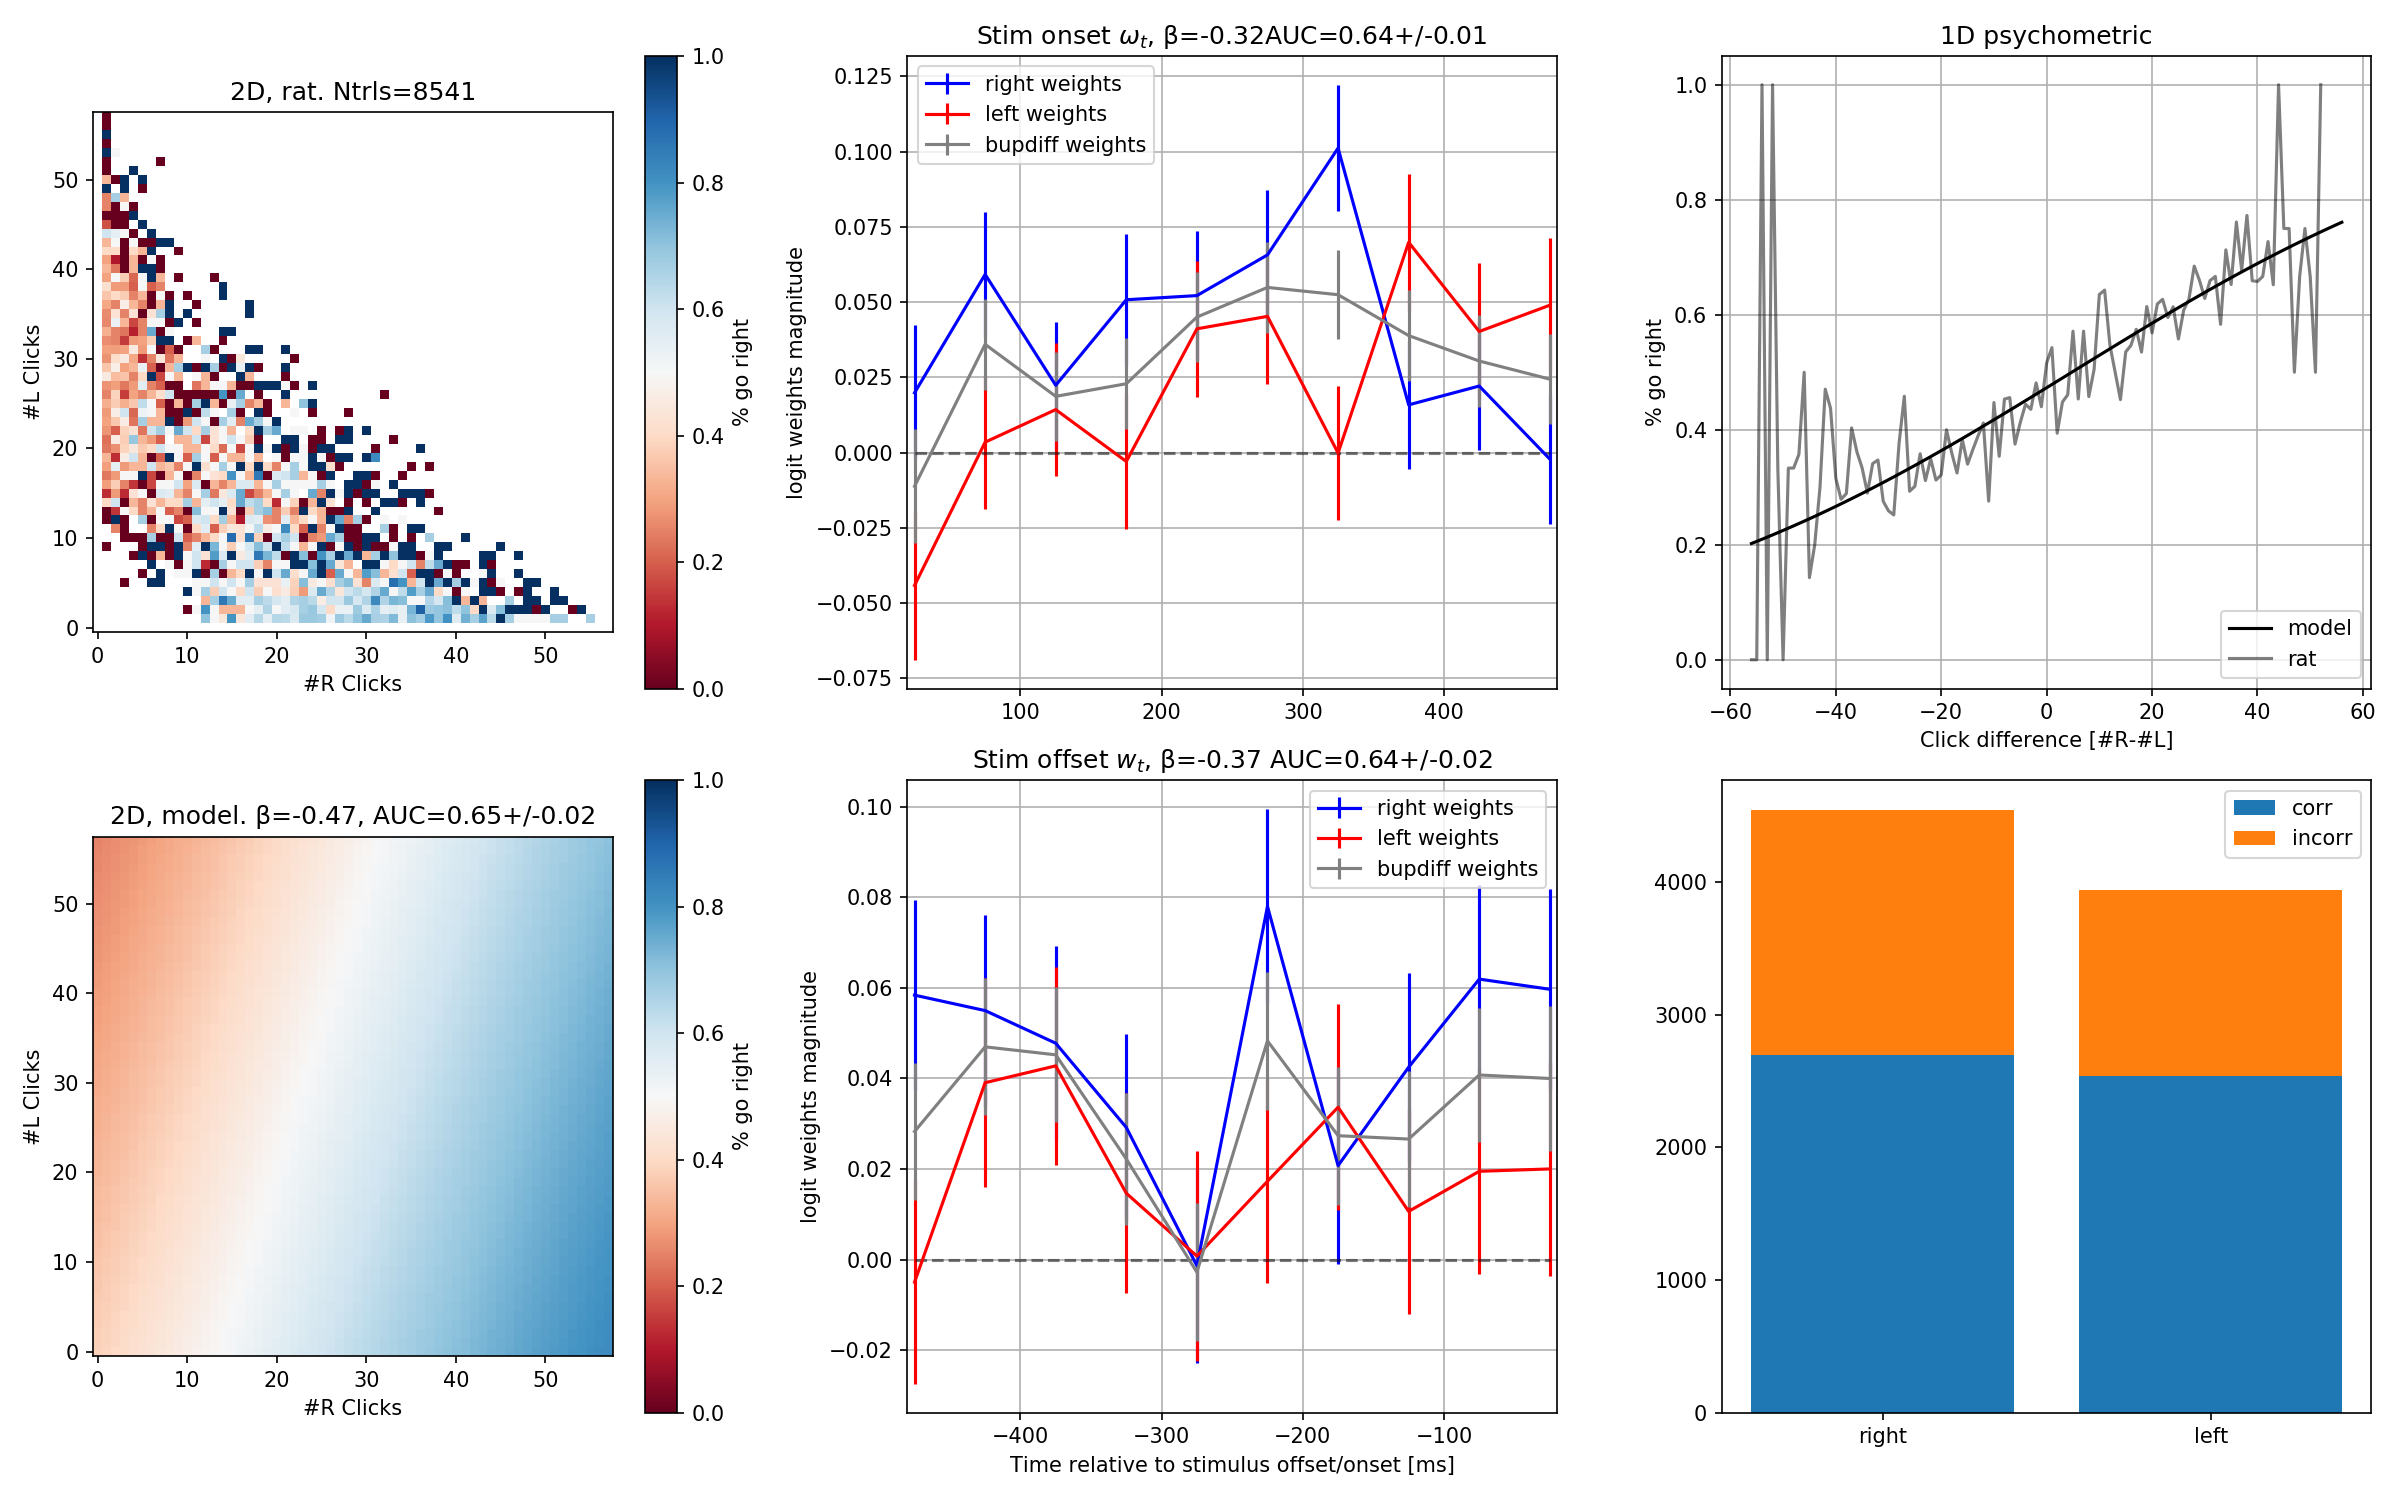 2D, rat. Ntrls=8541
50
40
30
20
10
0
#L Clicks
0 10 20 30 40 50
#R Clicks
1.0
0.8
0.6
0.4
0.2
0.0
% go right
Stim onset ωt, β=-0.32AUC=0.64+/-0.01
right weights
left weights
bupdiff weights
0.125
0.100
0.075
0.050
0.025
0.000
−0.025
−0.050
−0.075
logit weights magnitude
100 200 300 400
1D psychometric
1.0
0.8
0.6
0.4
0.2
0.0
% go right
model
rat
−60 −40 −20 0 20 40 60
Click difference [#R-#L]
2D, model. β=-0.47, AUC=0.65+/-0.02
50
40
30
20
10
0
#L Clicks
0 10 20 30 40 50
#R Clicks
1.0
0.8
0.6
0.4
0.2
0.0
% go right
Stim offset wt, β=-0.37 AUC=0.64+/-0.02
right weights
left weights
bupdiff weights
0.10
0.08
0.06
0.04
0.02
0.00
−0.02
logit weights magnitude
−400 −300 −200 −100
Time relative to stimulus offset/onset [ms]
corr
incorr
4000
3000
2000
1000
0
right left